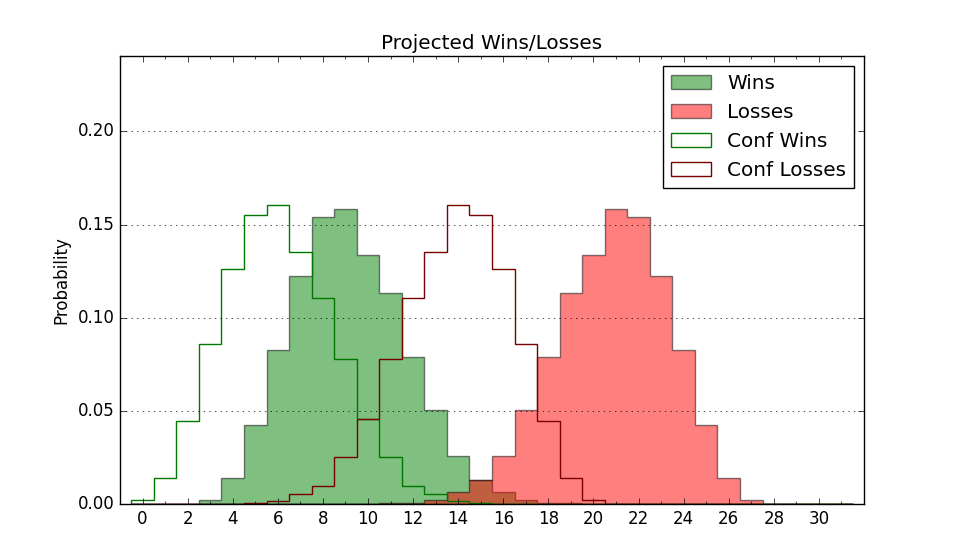 Projected Wins/Losses
Wins
Losses
Conf Wins
Conf Losses
Probability
0.20
0.15
0.10
0.05
0.00
0 2 4 6 8 10 12 14 16 18 20 22 24 26 28 30